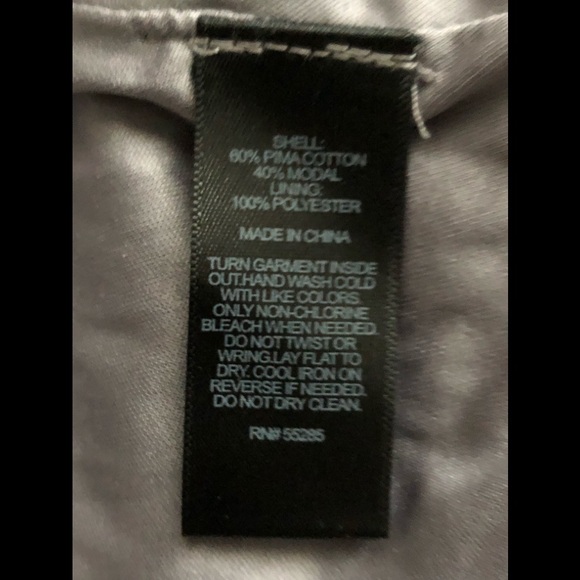 SHELL:
60% PIMA COTTON
40% MODAL
LINING:
100% POLYESTER
MADE IN CHINA
TURN GARMENT INSIDE
OUT.HAND WASH COLD
WITH LIKE COLORS.
ONLY NON-CHLORINE
BLEACH WHEN NEEDED.
DO NOT TWIST OR
WRING.LAY FLAT TO
DRY. COOL IRON ON
REVERSE IF NEEDED.
DO NOT DRY CLEAN.
RN# 55285